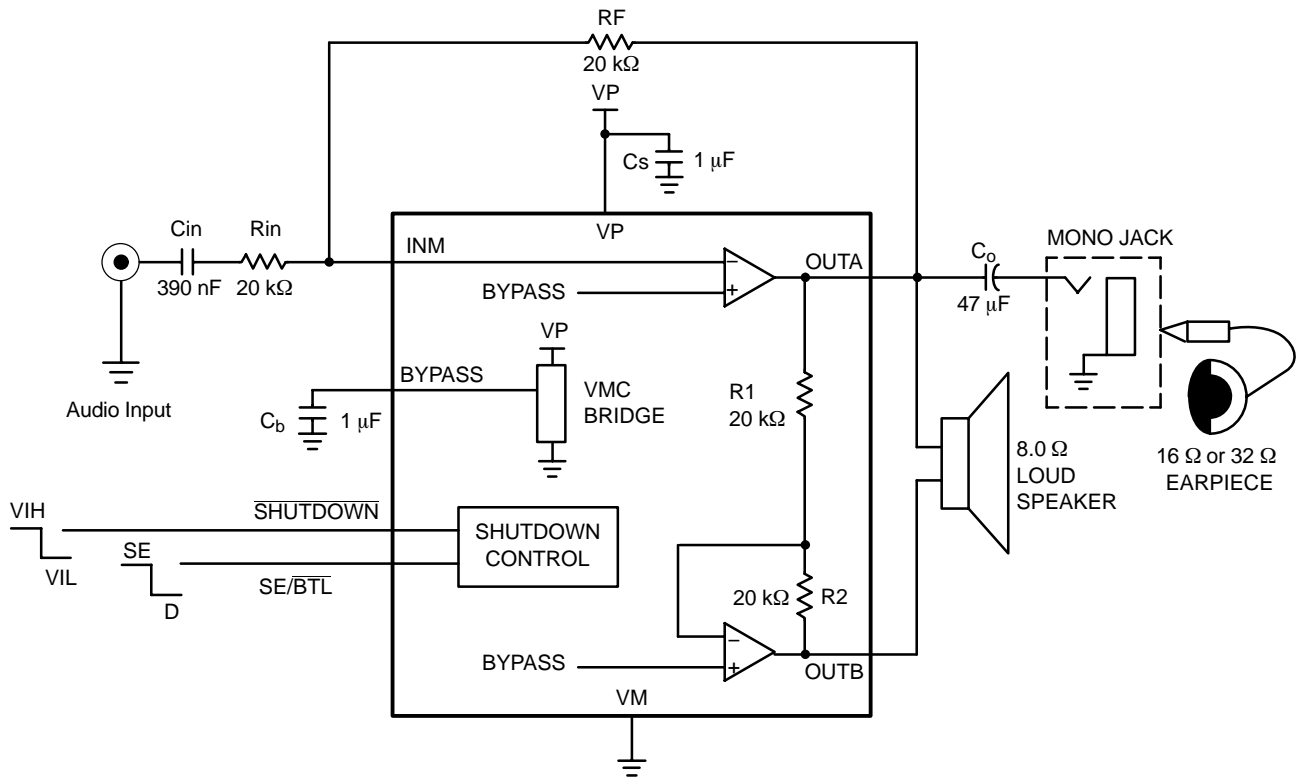 RF
20 kΩ
VP
Cs 1 μF
VP
Cin Rin
390 nF 20 kΩ
INM
OUTA
BYPASS
Co
47 μF
MONO JACK
Audio Input
VP
BYPASS
VMC
BRIDGE
Cb 1 μF
R1
20 kΩ
8.0 Ω
LOUD
SPEAKER
16 Ω or 32 Ω
EARPIECE
VIH
VIL
SHUTDOWN
SE
D
SE/BTL
SHUTDOWN
CONTROL
20 kΩ R2
BYPASS
OUTB
VM